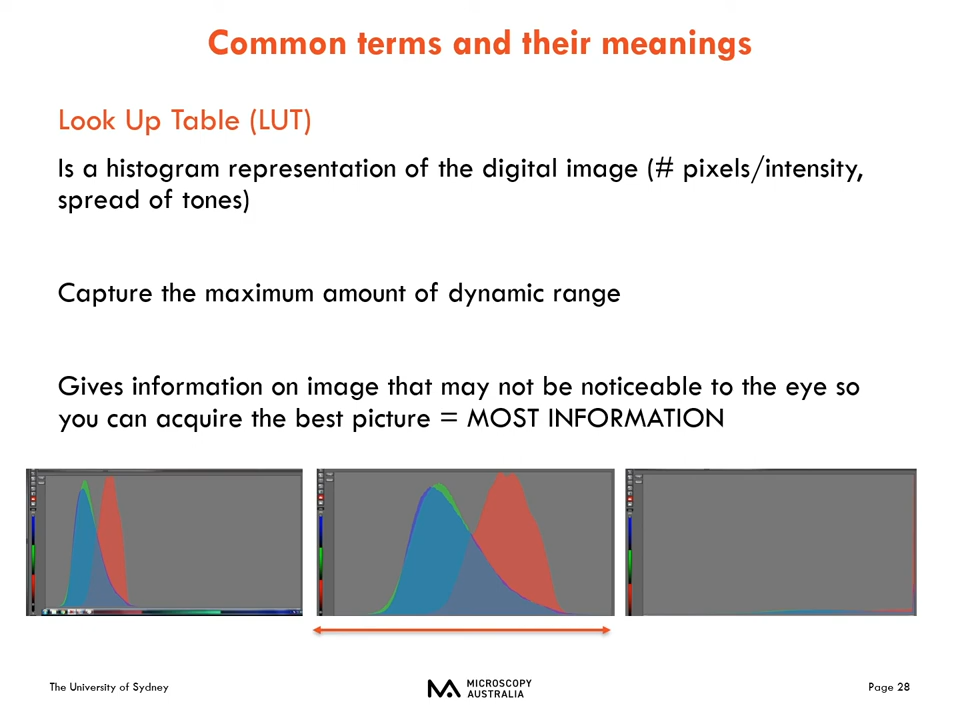 Common terms and their meanings
Look Up Table (LUT)
Is a histogram representation of the digital image (# pixels/intensity,
spread of tones)
Capture the maximum amount of dynamic range
Gives information on image that may not be noticeable to the eye so
you can acquire the best picture = MOST INFORMATION
The University of Sydney
MICROSCOPY
AUSTRALIA
Page 28